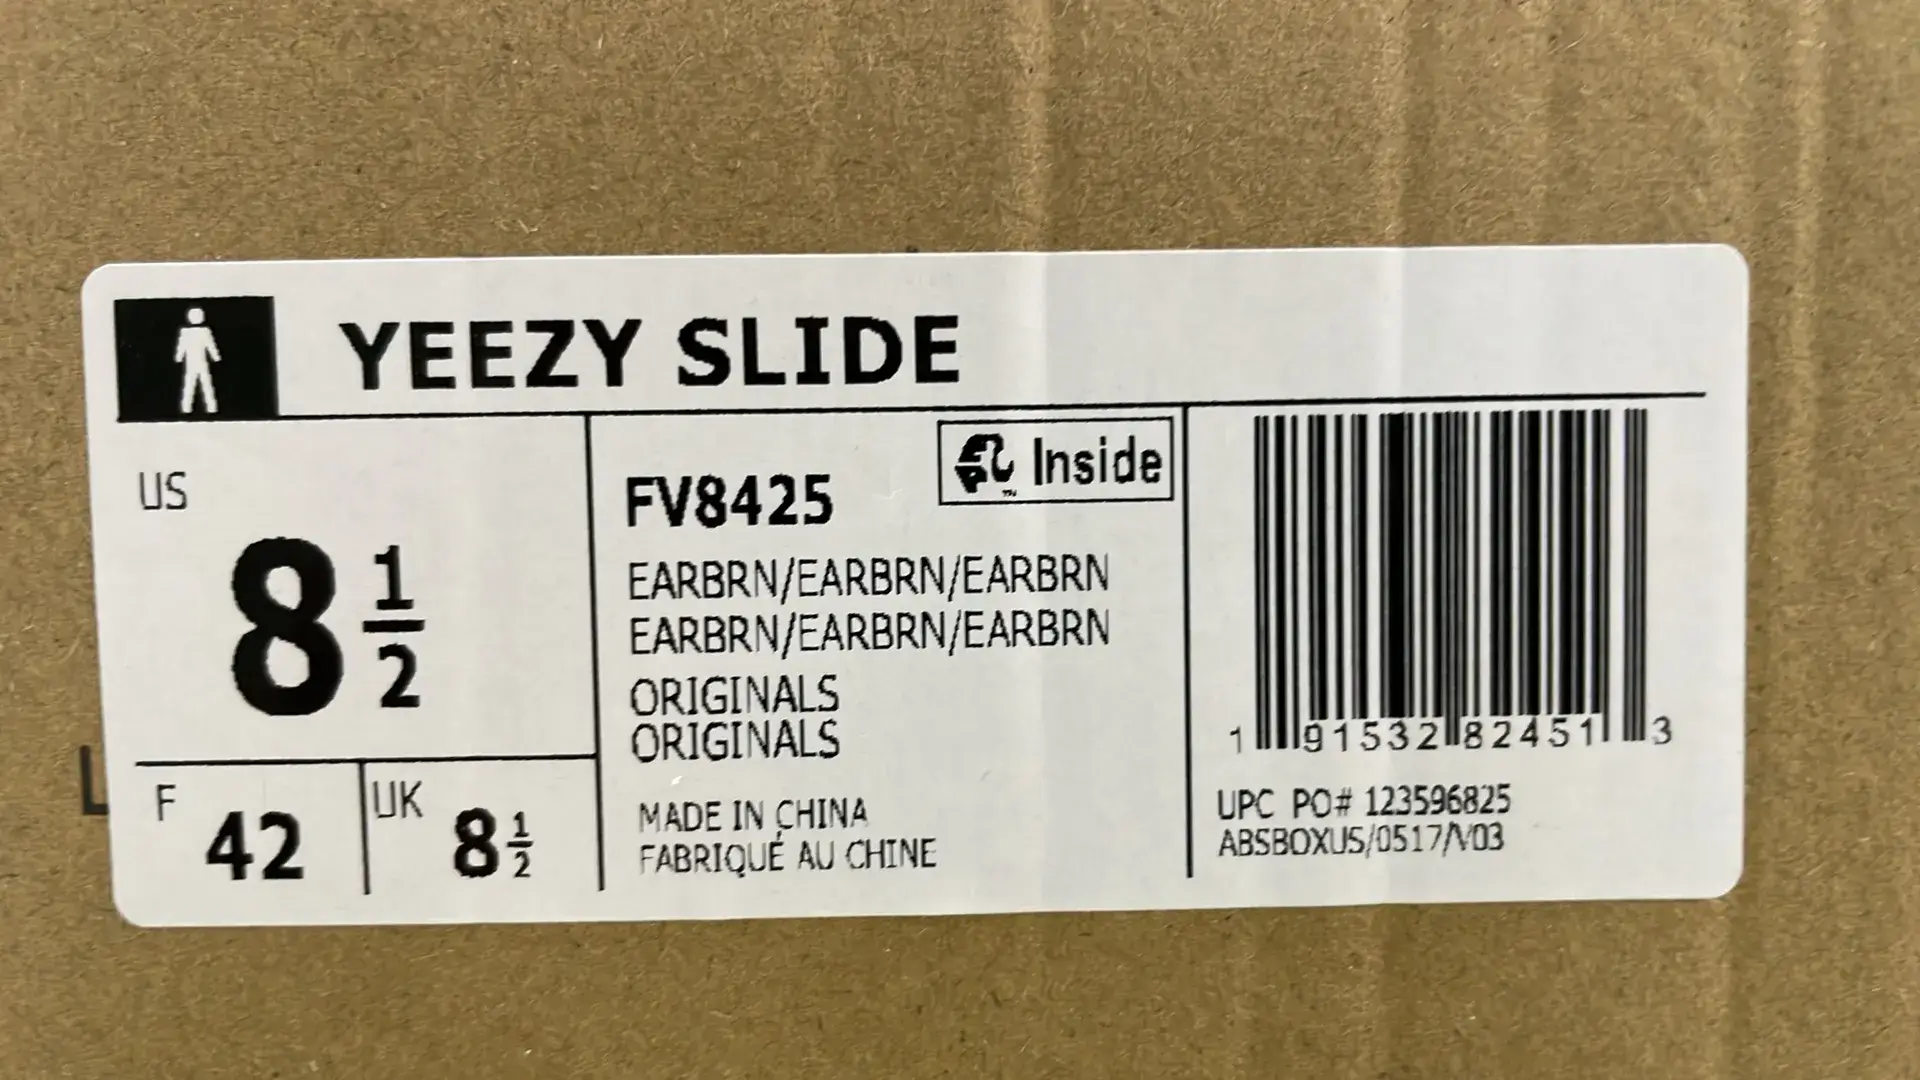 YEEZY SLIDE
US
8 1/2
F 42
UK 8 1/2
FV8425
Inside
EARBRN/EARBRN/EARBRN
EARBRN/EARBRN/EARBRN
ORIGINALS
ORIGINALS
MADE IN CHINA
FABRIQUÉ AU CHINE
1 91532 82451 3
UPC PO# 123596825
ABSBOXUS/0517/V03
L